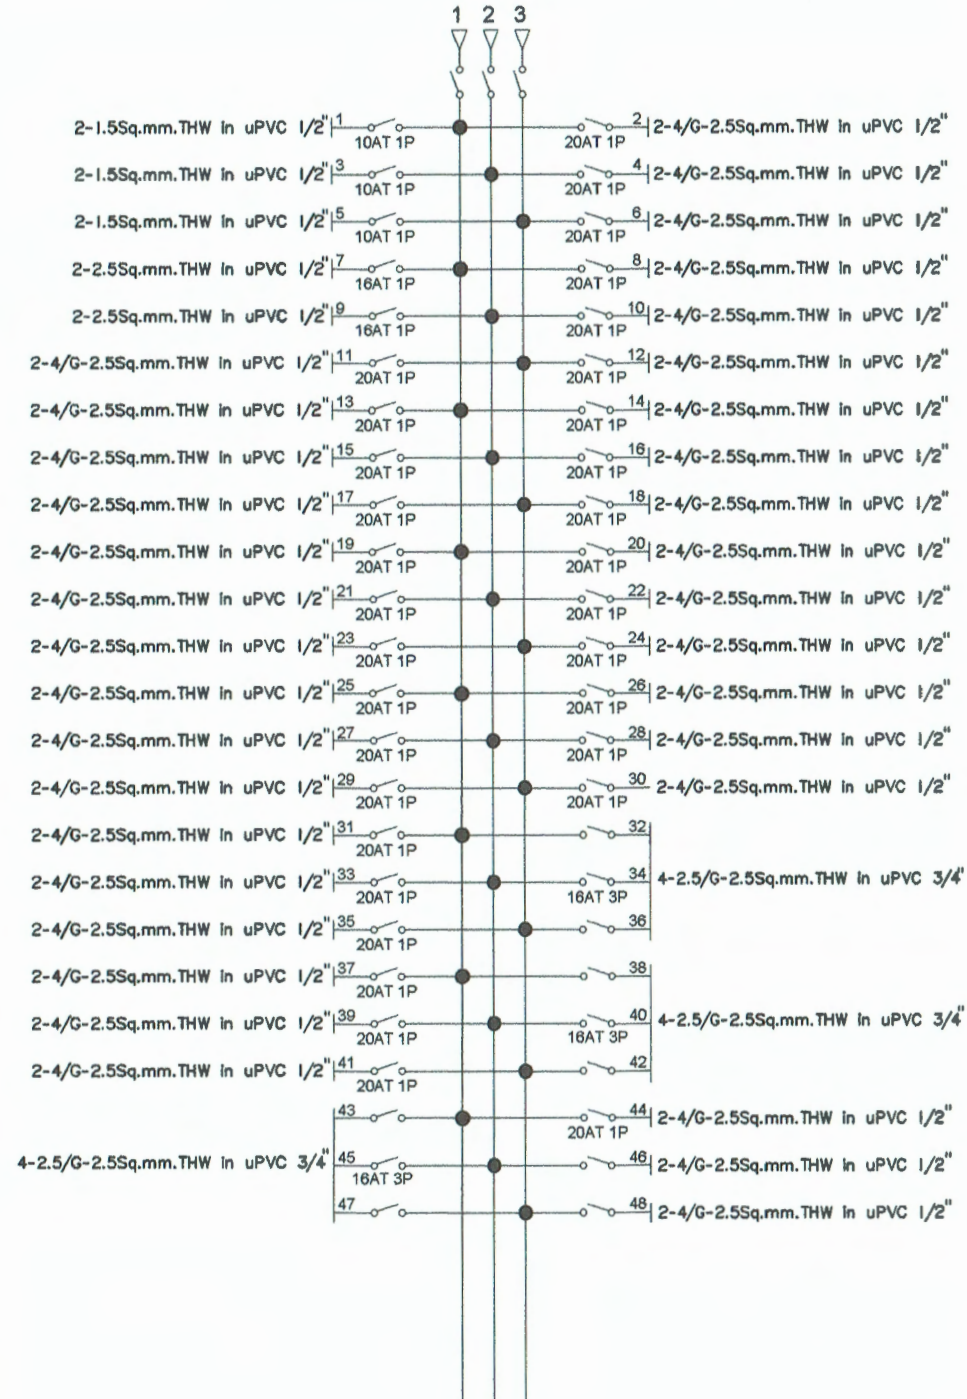 1 2 3
2-1.5Sq.mm.THW in uPVC 1/2" 1 10AT 1P 20AT 1P 2 2-4/G-2.5Sq.mm.THW in uPVC 1/2"
2-1.5Sq.mm.THW in uPVC 1/2" 3 10AT 1P 20AT 1P 4 2-4/G-2.5Sq.mm.THW in uPVC 1/2"
2-1.5Sq.mm.THW in uPVC 1/2" 5 10AT 1P 20AT 1P 6 2-4/G-2.5Sq.mm.THW in uPVC 1/2"
2-2.5Sq.mm.THW in uPVC 1/2" 7 16AT 1P 20AT 1P 8 2-4/G-2.5Sq.mm.THW in uPVC 1/2"
2-2.5Sq.mm.THW in uPVC 1/2" 9 16AT 1P 20AT 1P 10 2-4/G-2.5Sq.mm.THW in uPVC 1/2"
2-4/G-2.5Sq.mm.THW in uPVC 1/2" 11 20AT 1P 20AT 1P 12 2-4/G-2.5Sq.mm.THW in uPVC 1/2"
2-4/G-2.5Sq.mm.THW in uPVC 1/2" 13 20AT 1P 20AT 1P 14 2-4/G-2.5Sq.mm.THW in uPVC 1/2"
2-4/G-2.5Sq.mm.THW in uPVC 1/2" 15 20AT 1P 20AT 1P 16 2-4/G-2.5Sq.mm.THW in uPVC 1/2"
2-4/G-2.5Sq.mm.THW in uPVC 1/2" 17 20AT 1P 20AT 1P 18 2-4/G-2.5Sq.mm.THW in uPVC 1/2"
2-4/G-2.5Sq.mm.THW in uPVC 1/2" 19 20AT 1P 20AT 1P 20 2-4/G-2.5Sq.mm.THW in uPVC 1/2"
2-4/G-2.5Sq.mm.THW in uPVC 1/2" 21 20AT 1P 20AT 1P 22 2-4/G-2.5Sq.mm.THW in uPVC 1/2"
2-4/G-2.5Sq.mm.THW in uPVC 1/2" 23 20AT 1P 20AT 1P 24 2-4/G-2.5Sq.mm.THW in uPVC 1/2"
2-4/G-2.5Sq.mm.THW in uPVC 1/2" 25 20AT 1P 20AT 1P 26 2-4/G-2.5Sq.mm.THW in uPVC 1/2"
2-4/G-2.5Sq.mm.THW in uPVC 1/2" 27 20AT 1P 20AT 1P 28 2-4/G-2.5Sq.mm.THW in uPVC 1/2"
2-4/G-2.5Sq.mm.THW in uPVC 1/2" 29 20AT 1P 20AT 1P 30 2-4/G-2.5Sq.mm.THW in uPVC 1/2"
2-4/G-2.5Sq.mm.THW in uPVC 1/2" 31 20AT 1P 32
2-4/G-2.5Sq.mm.THW in uPVC 1/2" 33 20AT 1P 16AT 3P 34 4-2.5/G-2.5Sq.mm.THW in uPVC 3/4"
2-4/G-2.5Sq.mm.THW in uPVC 1/2" 35 20AT 1P 36
2-4/G-2.5Sq.mm.THW in uPVC 1/2" 37 20AT 1P 38
2-4/G-2.5Sq.mm.THW in uPVC 1/2" 39 20AT 1P 16AT 3P 40 4-2.5/G-2.5Sq.mm.THW in uPVC 3/4"
2-4/G-2.5Sq.mm.THW in uPVC 1/2" 41 20AT 1P 42
43 20AT 1P 44 2-4/G-2.5Sq.mm.THW in uPVC 1/2"
4-2.5/G-2.5Sq.mm.THW in uPVC 3/4" 45 16AT 3P 46 2-4/G-2.5Sq.mm.THW in uPVC 1/2"
47 48 2-4/G-2.5Sq.mm.THW in uPVC 1/2"